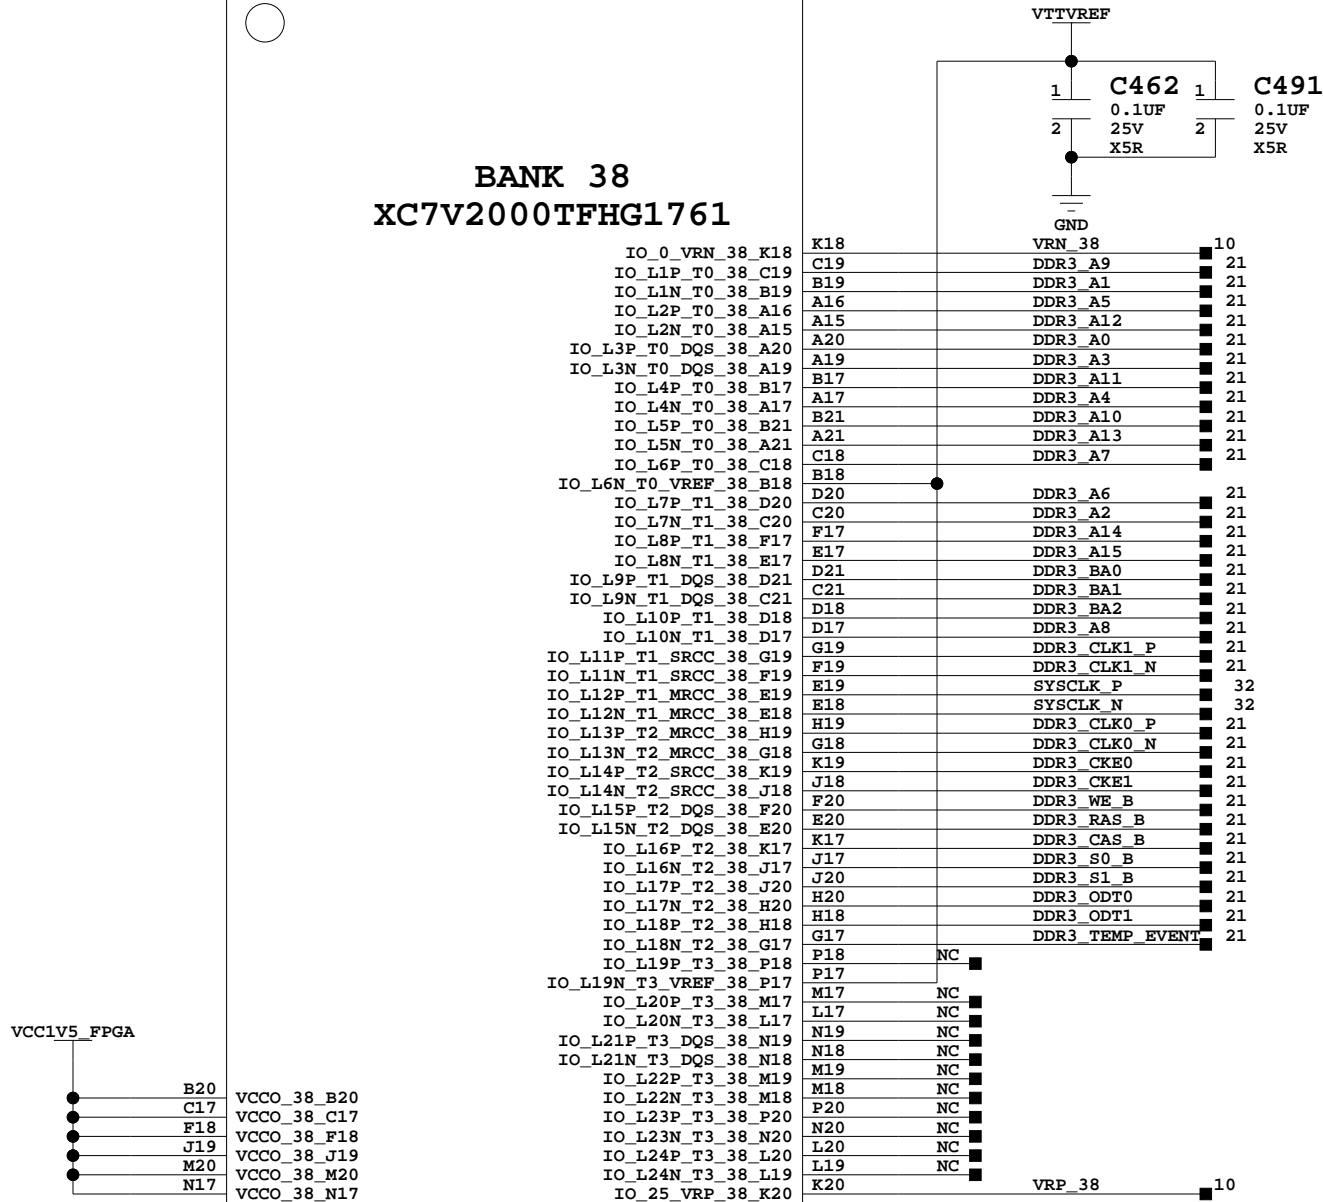 VTTVREF
1 C462 1 C491
0.1UF 0.1UF
2 25V 2 25V
X5R X5R
GND
BANK 38
XC7V2000TFHG1761
IO_0_VRN_38_K18 K18 VRN_38 10
IO_L1P_T0_38_C19 C19 DDR3_A9 21
IO_L1N_T0_38_B19 B19 DDR3_A1 21
IO_L2P_T0_38_A16 A16 DDR3_A5 21
IO_L2N_T0_38_A15 A15 DDR3_A12 21
IO_L3P_T0_DQS_38_A20 A20 DDR3_A0 21
IO_L3N_T0_DQS_38_A19 A19 DDR3_A3 21
IO_L4P_T0_38_B17 B17 DDR3_A11 21
IO_L4N_T0_38_A17 A17 DDR3_A4 21
IO_L5P_T0_38_B21 B21 DDR3_A10 21
IO_L5N_T0_38_A21 A21 DDR3_A13 21
IO_L6P_T0_38_C18 C18 DDR3_A7 21
IO_L6N_T0_VREF_38_B18 B18
IO_L7P_T1_38_D20 D20 DDR3_A6 21
IO_L7N_T1_38_C20 C20 DDR3_A2 21
IO_L8P_T1_38_F17 F17 DDR3_A14 21
IO_L8N_T1_38_E17 E17 DDR3_A15 21
IO_L9P_T1_DQS_38_D21 D21 DDR3_BA0 21
IO_L9N_T1_DQS_38_C21 C21 DDR3_BA1 21
IO_L10P_T1_38_D18 D18 DDR3_BA2 21
IO_L10N_T1_38_D17 D17 DDR3_A8 21
IO_L11P_T1_SRCC_38_G19 G19 DDR3_CLK1_P 21
IO_L11N_T1_SRCC_38_F19 F19 DDR3_CLK1_N 21
IO_L12P_T1_MRCC_38_E19 E19 SYSCLK_P 32
IO_L12N_T1_MRCC_38_E18 E18 SYSCLK_N 32
IO_L13P_T2_MRCC_38_H19 H19 DDR3_CLK0_P 21
IO_L13N_T2_MRCC_38_G18 G18 DDR3_CLK0_N 21
IO_L14P_T2_SRCC_38_K19 K19 DDR3_CKE0 21
IO_L14N_T2_SRCC_38_J18 J18 DDR3_CKE1 21
IO_L15P_T2_DQS_38_F20 F20 DDR3_WE_B 21
IO_L15N_T2_DQS_38_E20 E20 DDR3_RAS_B 21
IO_L16P_T2_38_K17 K17 DDR3_CAS_B 21
IO_L16N_T2_38_J17 J17 DDR3_S0_B 21
IO_L17P_T2_38_J20 J20 DDR3_S1_B 21
IO_L17N_T2_38_H20 H20 DDR3_ODT0 21
IO_L18P_T2_38_H18 H18 DDR3_ODT1 21
IO_L18N_T2_38_G17 G17 DDR3_TEMP_EVENT 21
IO_L19P_T3_38_P18 P18 NC
IO_L19N_T3_VREF_38_P17 P17
IO_L20P_T3_38_M17 M17 NC
IO_L20N_T3_38_L17 L17 NC
IO_L21P_T3_DQS_38_N19 N19 NC
IO_L21N_T3_DQS_38_N18 N18 NC
IO_L22P_T3_38_M19 M19 NC
IO_L22N_T3_38_M18 M18 NC
IO_L23P_T3_38_P20 P20 NC
IO_L23N_T3_38_N20 N20 NC
IO_L24P_T3_38_L20 L20 NC
IO_L24N_T3_38_L19 L19 NC
IO_25_VRP_38_K20 K20 VRP_38 10
VCC1V5_FPGA
B20 VCCO_38_B20
C17 VCCO_38_C17
F18 VCCO_38_F18
J19 VCCO_38_J19
M20 VCCO_38_M20
N17 VCCO_38_N17